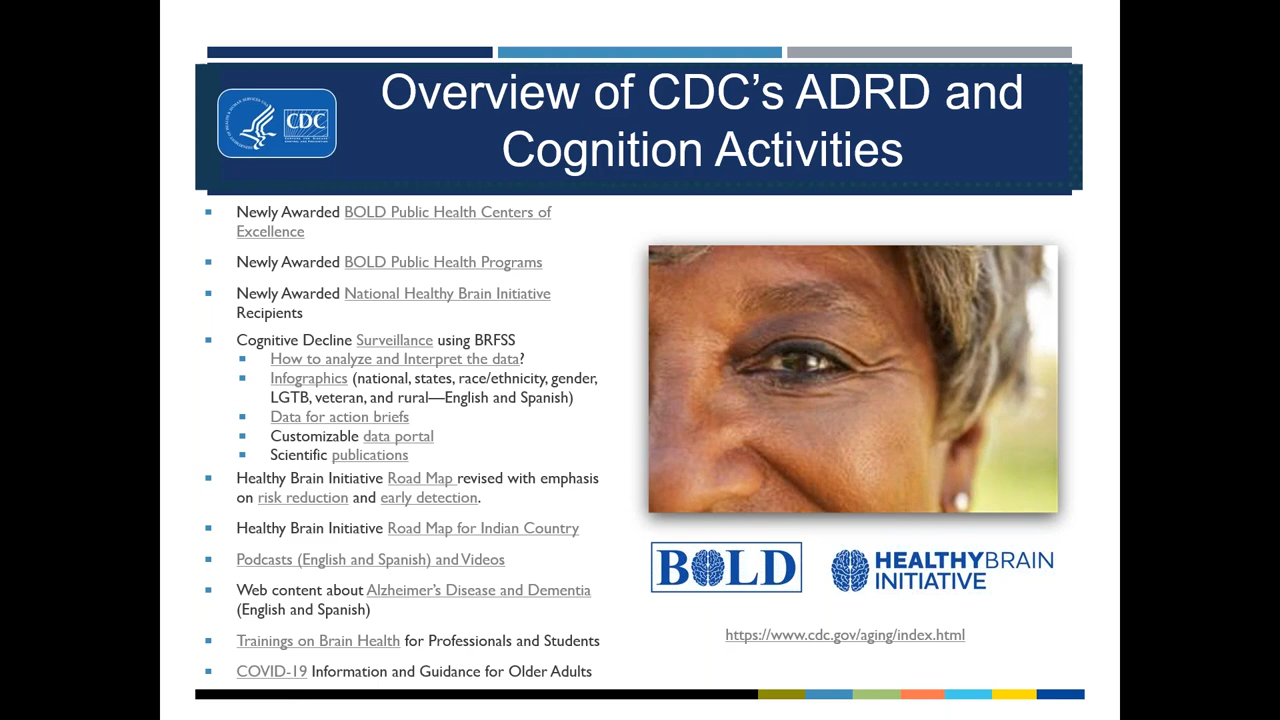 Overview of CDC's ADRD and
Cognition Activities
CDC
Newly Awarded BOLD Public Health Centers of
Excellence
Newly Awarded BOLD Public Health Programs
Newly Awarded National Healthy Brain Initiative
Recipients
Cognitive Decline Surveillance using BRFSS
How to analyze and Interpret the data?
Infographics (national, states, race/ethnicity, gender,
LGTB, veteran, and rural—English and Spanish)
Data for action briefs
Customizable data portal
Scientific publications
Healthy Brain Initiative Road Map revised with emphasis
on risk reduction and early detection.
Healthy Brain Initiative Road Map for Indian Country
Podcasts (English and Spanish) and Videos
Web content about Alzheimer's Disease and Dementia
(English and Spanish)
Trainings on Brain Health for Professionals and Students
COVID-19 Information and Guidance for Older Adults
BOLD
HEALTHYBRAIN
INITIATIVE
https://www.cdc.gov/aging/index.html